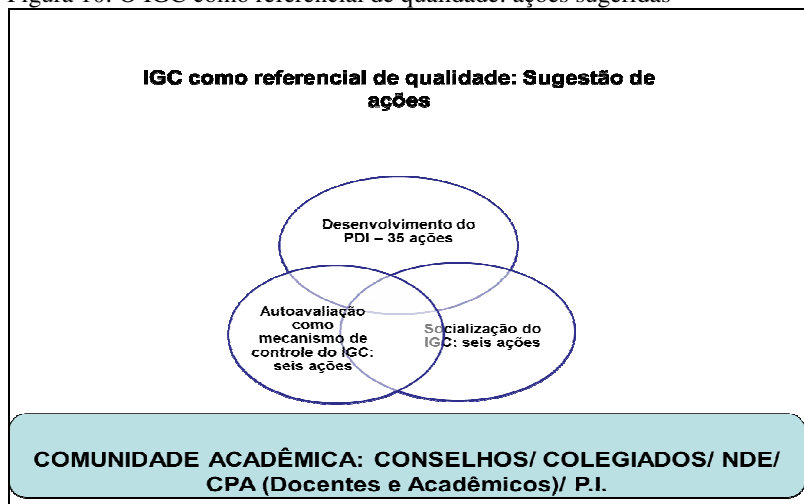 Figura 10: O IGC como referencial de qualidade: ações sugeridas
IGC como referencial de qualidade: Sugestão de
ações
Desenvolvimento do
PDI – 35 ações
Autoavaliação
como
mecanismo de
controle do IGC:
seis ações
Socialização do
IGC: seis ações
COMUNIDADE ACADÊMICA: CONSELHOS/ COLEGIADOS/ NDE/
CPA (Docentes e Acadêmicos)/ P.I.